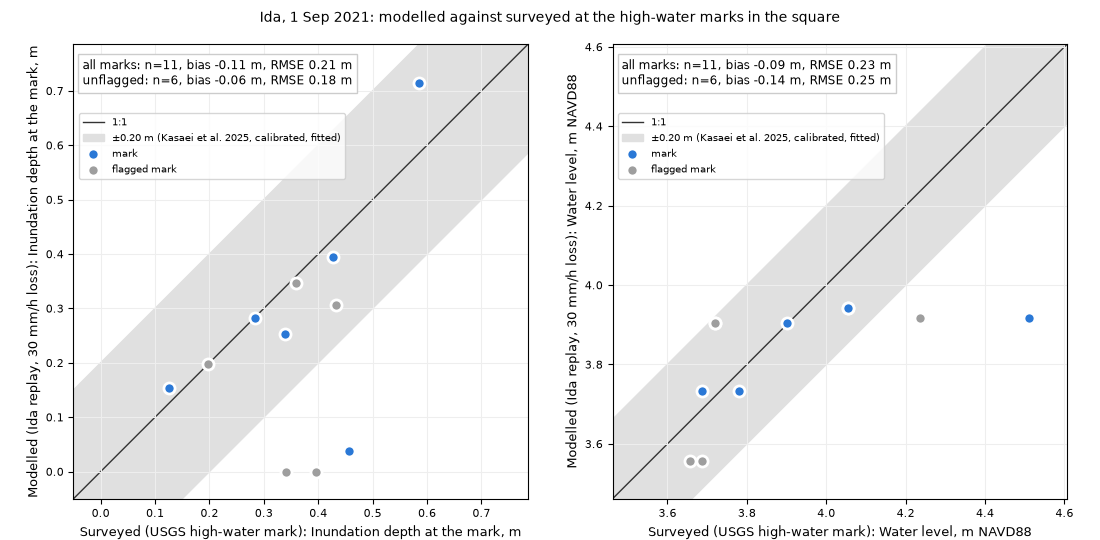 Ida, 1 Sep 2021: modelled against surveyed at the high-water marks in the square
all marks: n=11, bias -0.11 m, RMSE 0.21 m
unflagged: n=6, bias -0.06 m, RMSE 0.18 m
1:1
±0.20 m (Kasaei et al. 2025, calibrated, fitted)
mark
flagged mark
Modelled (Ida replay, 30 mm/h loss): Inundation depth at the mark, m
0.7
0.6
0.5
0.4
0.3
0.2
0.1
0.0
0.0 0.1 0.2 0.3 0.4 0.5 0.6 0.7
Surveyed (USGS high-water mark): Inundation depth at the mark, m
all marks: n=11, bias -0.09 m, RMSE 0.23 m
unflagged: n=6, bias -0.14 m, RMSE 0.25 m
1:1
±0.20 m (Kasaei et al. 2025, calibrated, fitted)
mark
flagged mark
Modelled (Ida replay, 30 mm/h loss): Water level, m NAVD88
4.6
4.4
4.2
4.0
3.8
3.6
3.6 3.8 4.0 4.2 4.4 4.6
Surveyed (USGS high-water mark): Water level, m NAVD88